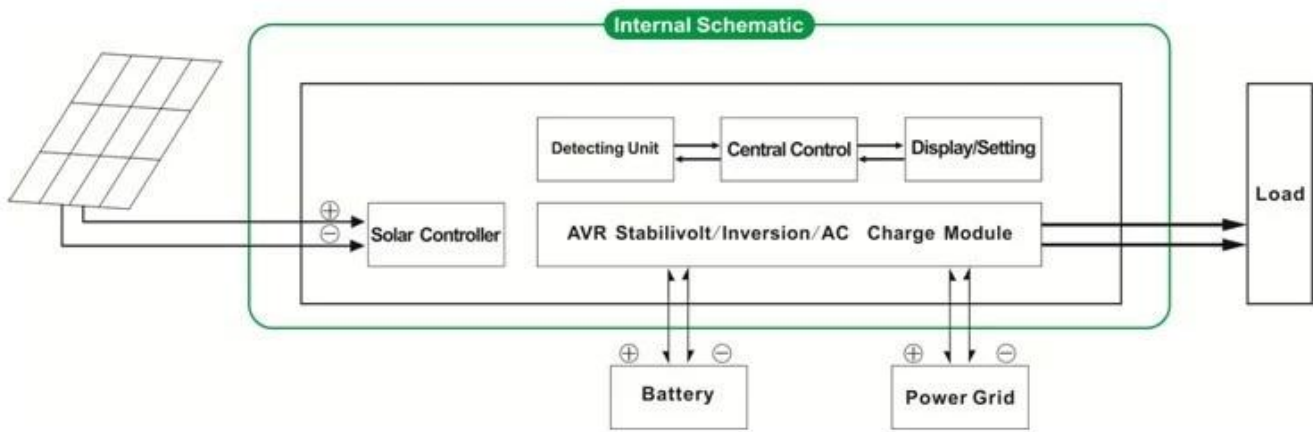 Internal Schematic
Detecting Unit
Central Control
Display/Setting
⊕
⊖
Solar Controller
AVR Stabilivolt/Inversion/AC Charge Module
Load
⊕ ⊖
Battery
⊕ ⊖
Power Grid